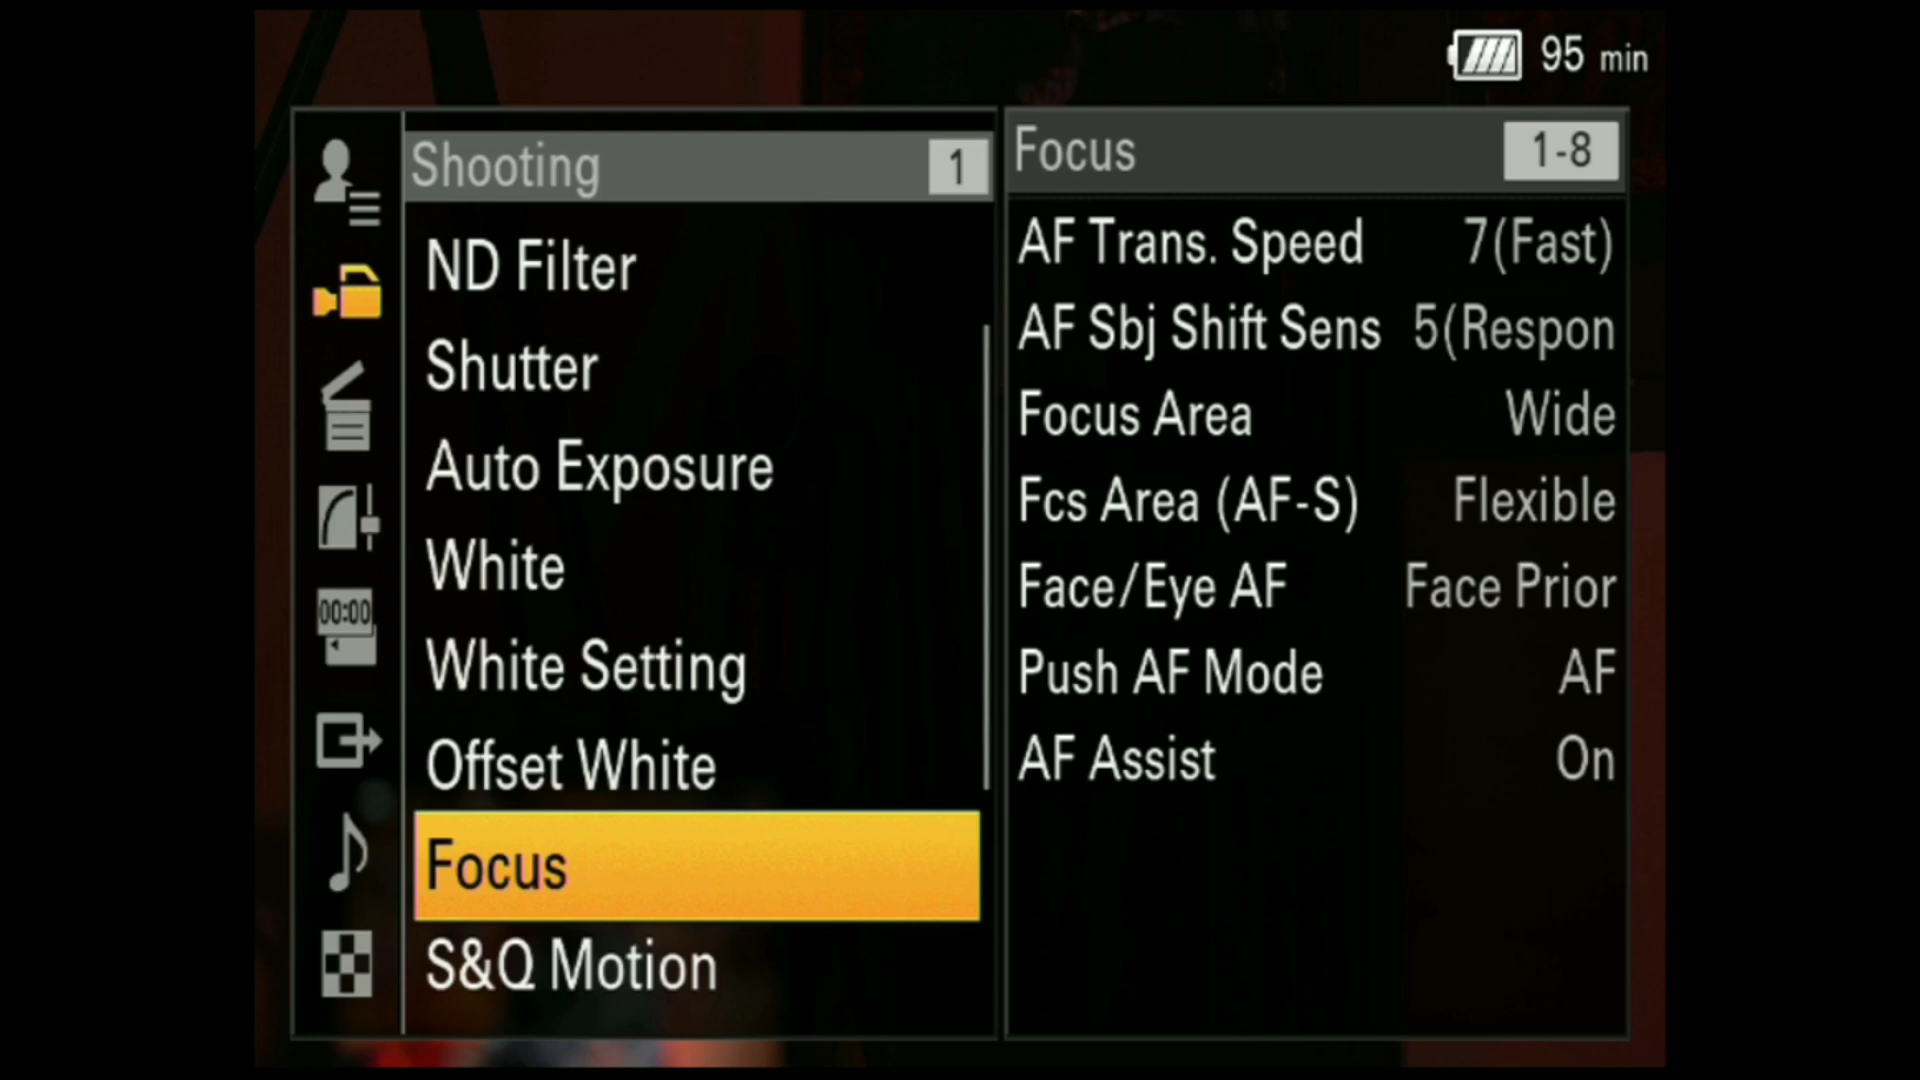 95 min
Shooting 1
ND Filter
Shutter
Auto Exposure
White
White Setting
Offset White
Focus
S&Q Motion
00:00
Focus 1-8
AF Trans. Speed 7(Fast)
AF Sbj Shift Sens 5(Respon
Focus Area Wide
Fcs Area (AF-S) Flexible
Face/Eye AF Face Prior
Push AF Mode AF
AF Assist On